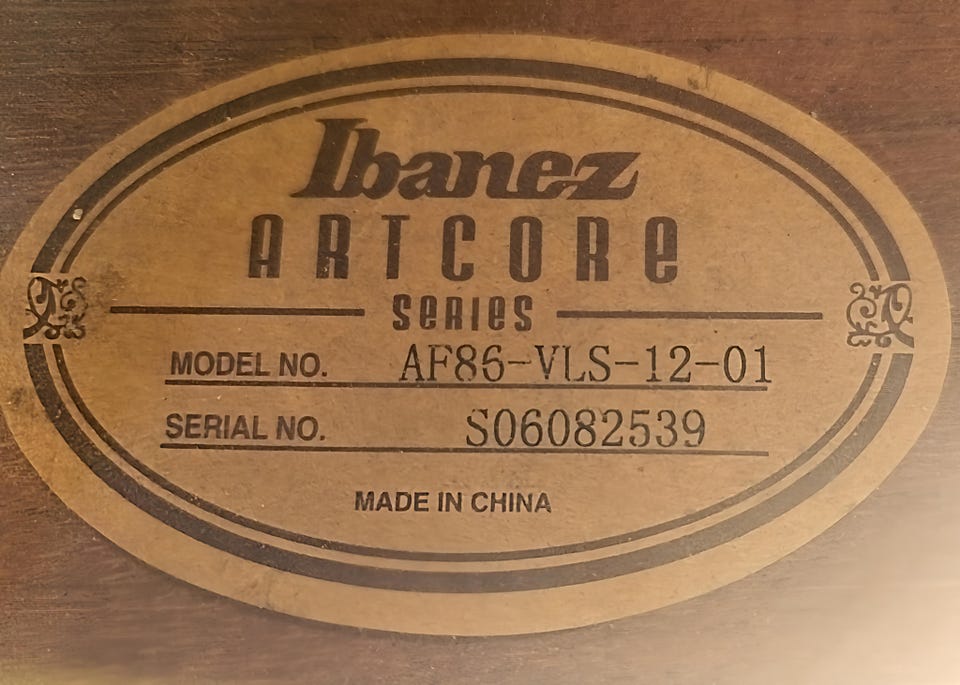 Ibanez
ARTCORE
SERIES
MODEL NO. AF86-VLS-12-01
SERIAL NO. S06082539
MADE IN CHINA